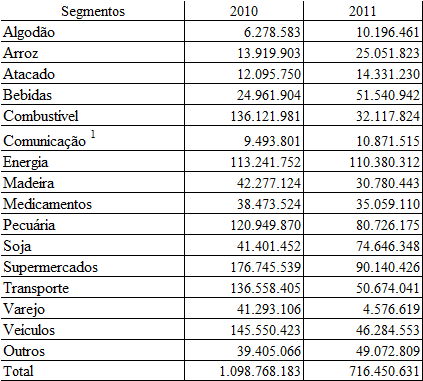 Segmentos 2010 2011
Algodão 6.278.583 10.196.461
Arroz 13.919.903 25.051.823
Atacado 12.095.750 14.331.230
Bebidas 24.961.904 51.540.942
Combustível 136.121.981 32.117.824
Comunicação 1 9.493.801 10.871.515
Energia 113.241.752 110.380.312
Madeira 42.277.124 30.780.443
Medicamentos 38.473.524 35.059.110
Pecuária 120.949.870 80.726.175
Soja 41.401.452 74.646.348
Supermercados 176.745.539 90.140.426
Transporte 136.558.405 50.674.041
Varejo 41.293.106 4.576.619
Veículos 145.550.423 46.284.553
Outros 39.405.066 49.072.809
Total 1.098.768.183 716.450.631